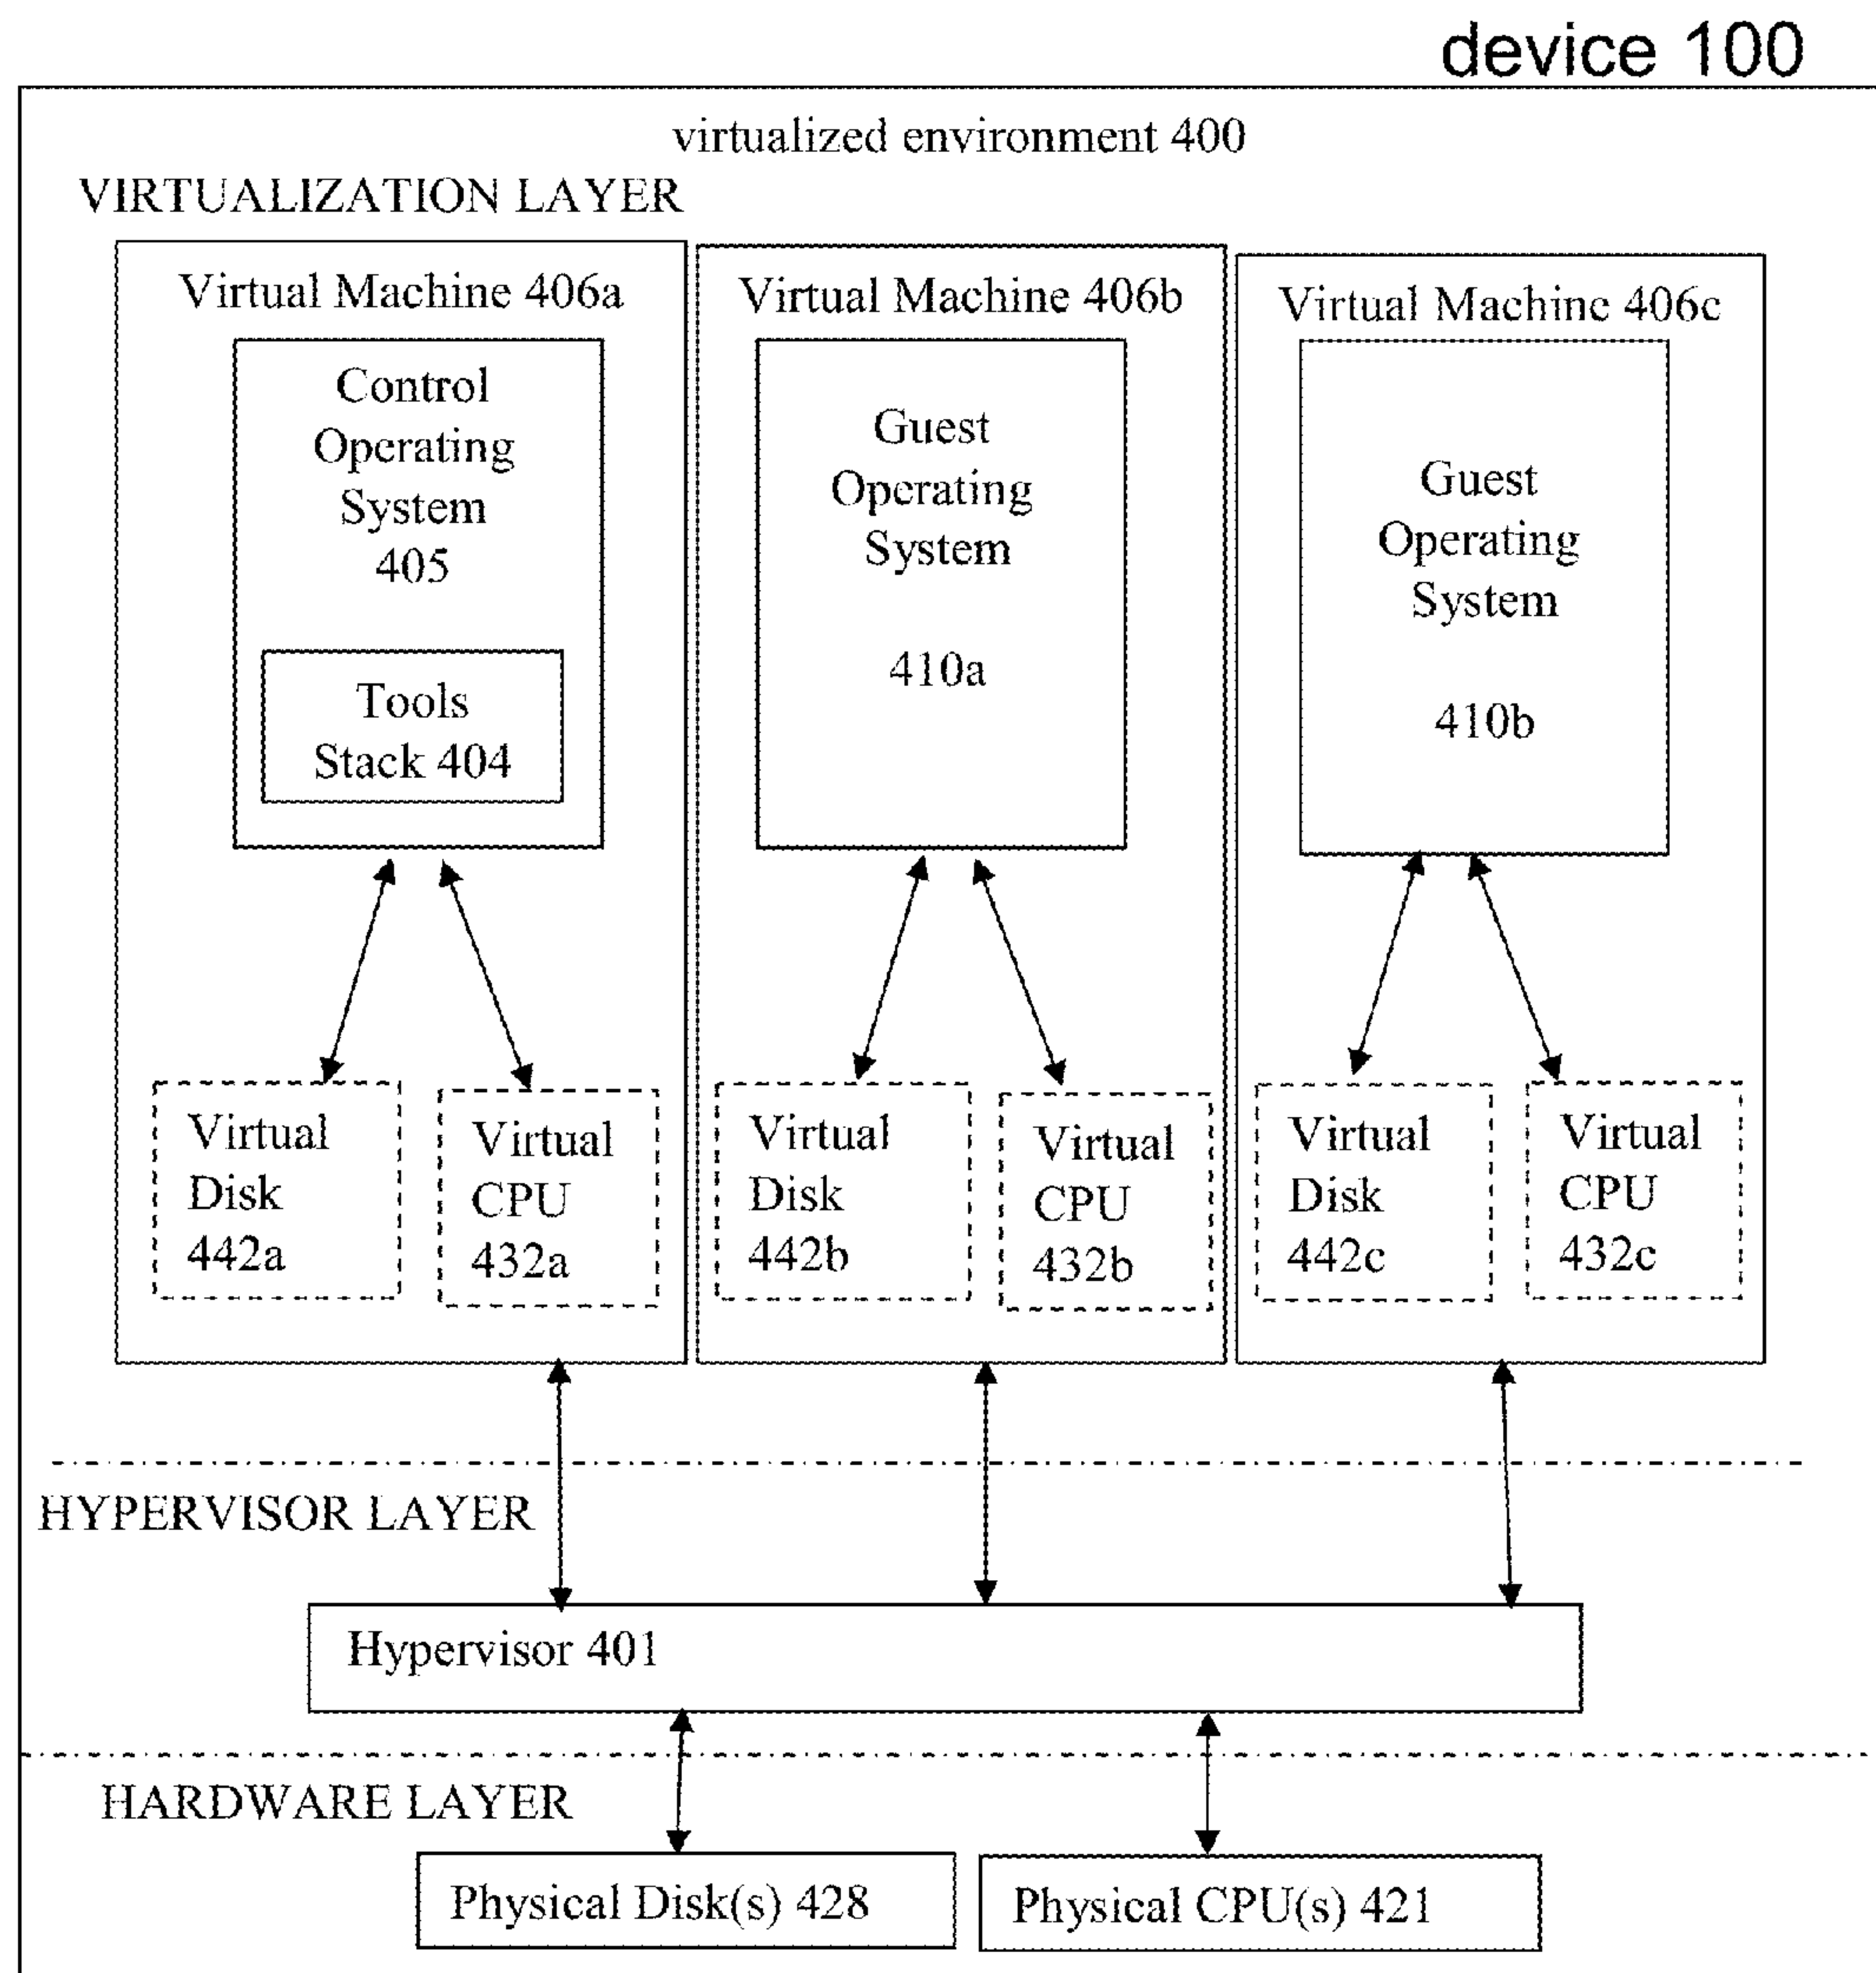 device 100
virtualized environment 400
VIRTUALIZATION LAYER
Virtual Machine 406a
Control
Operating
System
405
Tools
Stack 404
Virtual
Disk
442a
Virtual
CPU
432a
Virtual Machine 406b
Guest
Operating
System
410a
Virtual
Disk
442b
Virtual
CPU
432b
Virtual Machine 406c
Guest
Operating
System
410b
Virtual
Disk
442c
Virtual
CPU
432c
HYPERVISOR LAYER
Hypervisor 401
HARDWARE LAYER
Physical Disk(s) 428
Physical CPU(s) 421